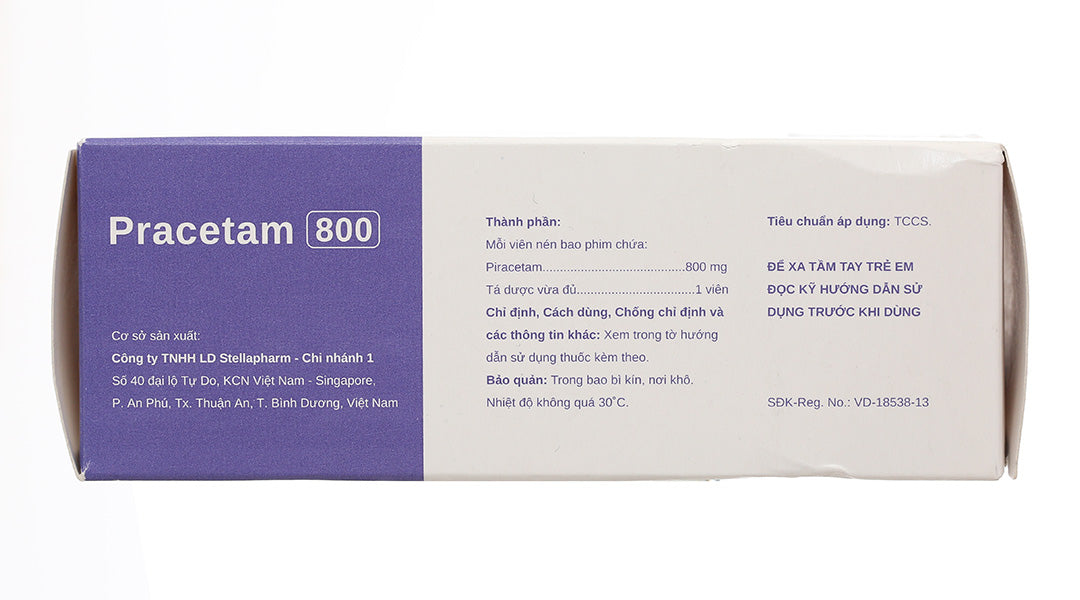 Pracetam 800
Cơ sở sản xuất:
Công ty TNHH LD Stellapharm - Chi nhánh 1
Số 40 đại lộ Tự Do, KCN Việt Nam - Singapore,
P. An Phú, Tx. Thuận An, T. Bình Dương, Việt Nam
Thành phần:
Mỗi viên nén bao phim chứa:
Piracetam.........................................800 mg
Tá dược vừa đủ..................................1 viên
Chỉ định, Cách dùng, Chống chỉ định và
các thông tin khác: Xem trong tờ hướng
dẫn sử dụng thuốc kèm theo.
Bảo quản: Trong bao bì kín, nơi khô.
Nhiệt độ không quá 30˚C.
Tiêu chuẩn áp dụng: TCCS.
ĐỂ XA TẦM TAY TRẺ EM
ĐỌC KỸ HƯỚNG DẪN SỬ
DỤNG TRƯỚC KHI DÙNG
SĐK-Reg. No.: VD-18538-13